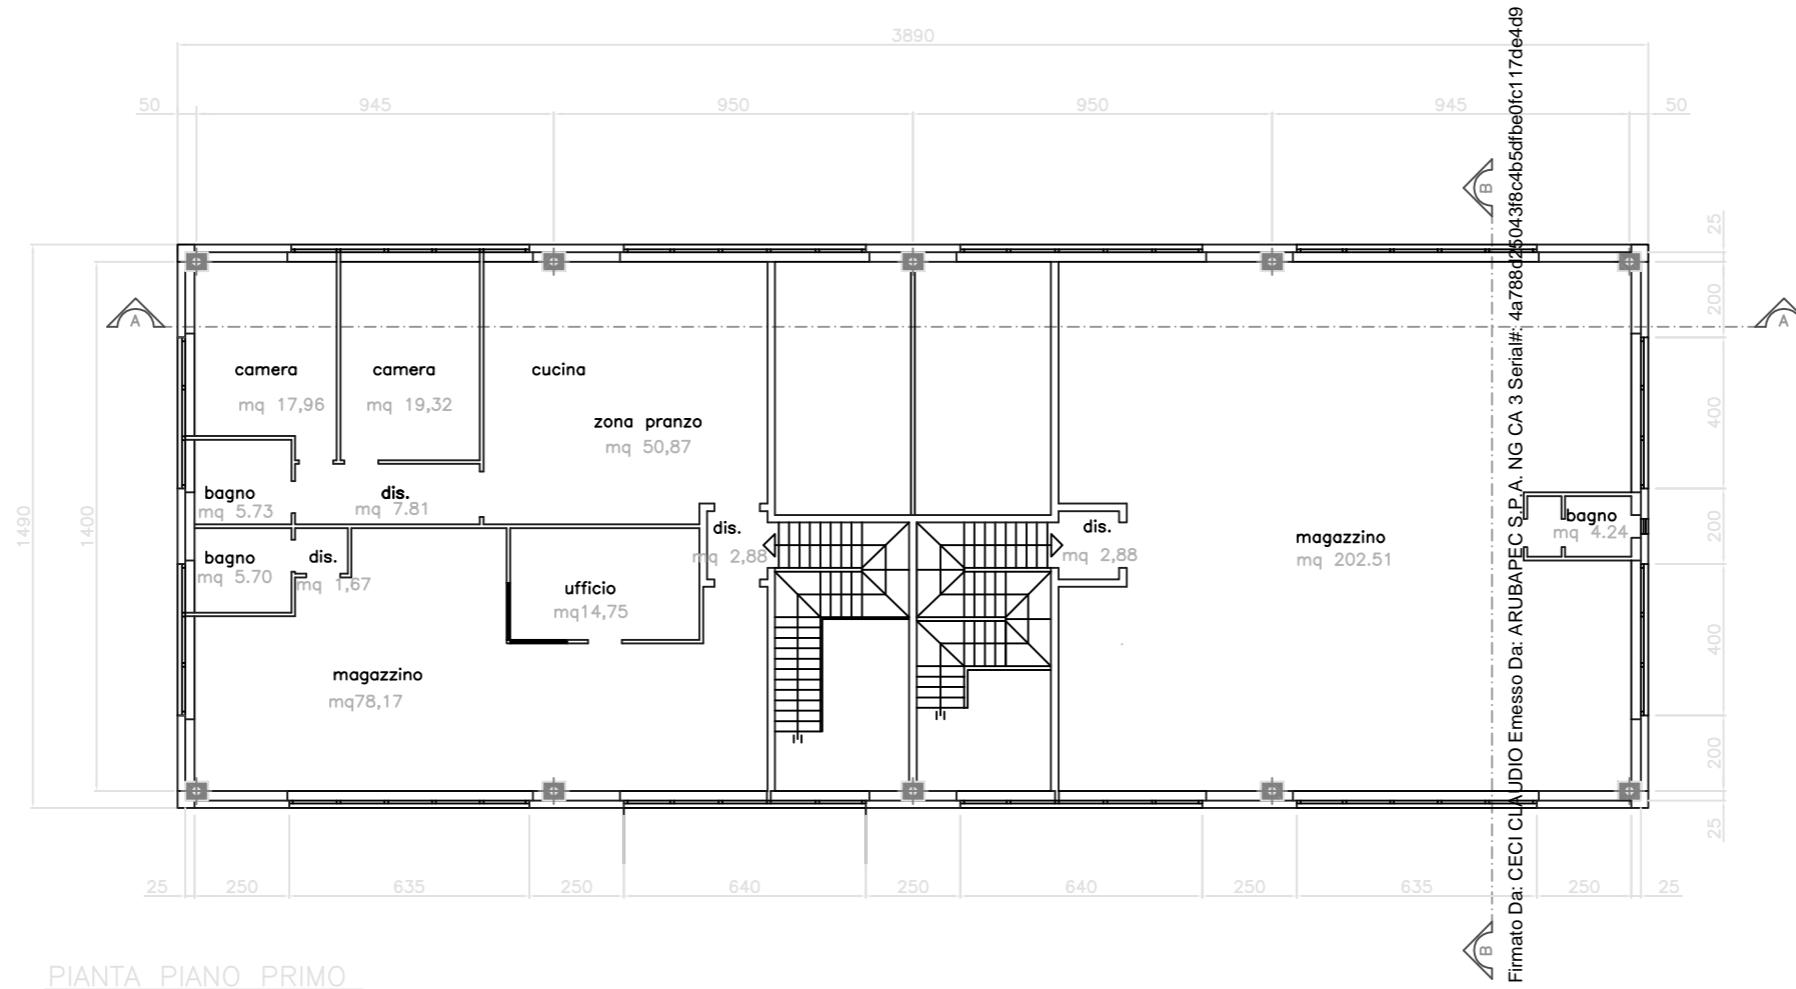 3890
50 945 950 950 945 50
B
25
200
400
200
400
200
25
1490
1400
A
A
camera
mq 17,96
camera
mq 19,32
cucina
zona pranzo
mq 50,87
bagno
mq 5.73
dis.
mq 7.81
bagno
mq 5.70
dis.
mq 1,67
ufficio
mq14,75
dis.
mq 2,88
dis.
mq 2,88
magazzino
mq 202.51
bagno
mq 4.24
magazzino
mq78,17
25 250 635 250 640 250 640 250 635 250 25
B
PIANTA PIANO PRIMO
Firmato Da: CECI CLAUDIO Emesso Da: ARUBAPEC S.P.A. NG CA 3 Serial#: 4a788d25043f8c4b5dfbe0fc117de4d9